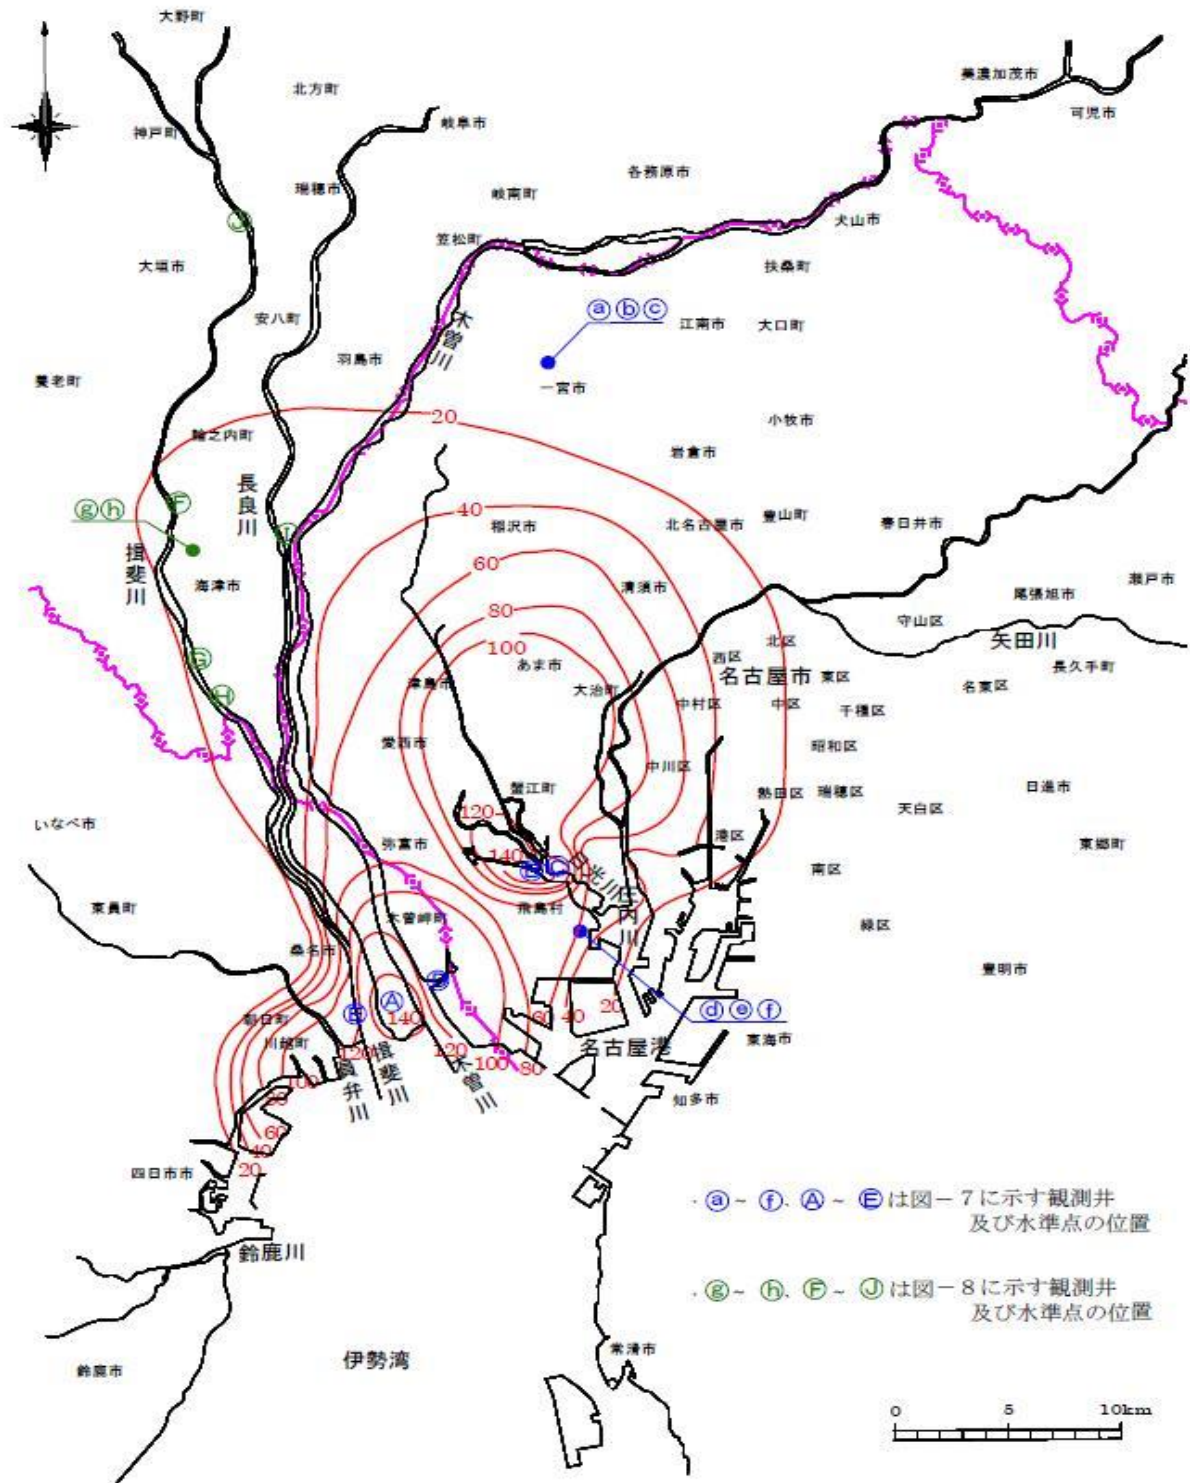 大野町
北方町
神戸町
岐阜市
美濃加茂市
可児市
瑞穂市
岐南町
各務原市
犬山市
Ⓙ
笠松町
扶桑町
大垣市
安八町
木曽川
ⓐⓑⓒ
江南市
大口町
羽島市
養老町
一宮市
20
小牧市
輪之内町
岩倉市
長良川
ⓖⓗ
Ⓕ
40
稲沢市
北名古屋市
豊山町
春日井市
Ⓘ
揖斐川
60
海津市
清須市
尾張旭市
瀬戸市
80
守山区
北区
矢田川
100
あま市
西区
名古屋市
東区
長久手町
Ⓖ
津島市
大治町
名東区
Ⓗ
中村区
中区
千種区
愛西市
昭和区
中川区
蟹江町
熱田区
瑞穂区
日進市
天白区
いなべ市
120
弥富市
港区
東郷町
140
Ⓑ
Ⓒ
日光川
南区
東員町
木曽岬町
飛島村
庄内川
緑区
桑名市
豊明市
Ⓓ
朝日町
Ⓔ
Ⓐ
140
60
40
20
ⓓⓔⓕ
川越町
120
揖斐川
120
木曽川
100
80
名古屋港
東海市
員弁川
100
80
知多市
60
40
20
四日市市
・ⓐ~ⓕ、Ⓐ~Ⓔは図－7に示す観測井
及び水準点の位置
鈴鹿川
・ⓖ~ⓗ、Ⓕ~Ⓙは図－8に示す観測井
及び水準点の位置
伊勢湾
常滑市
鈴鹿市
0 5 10km